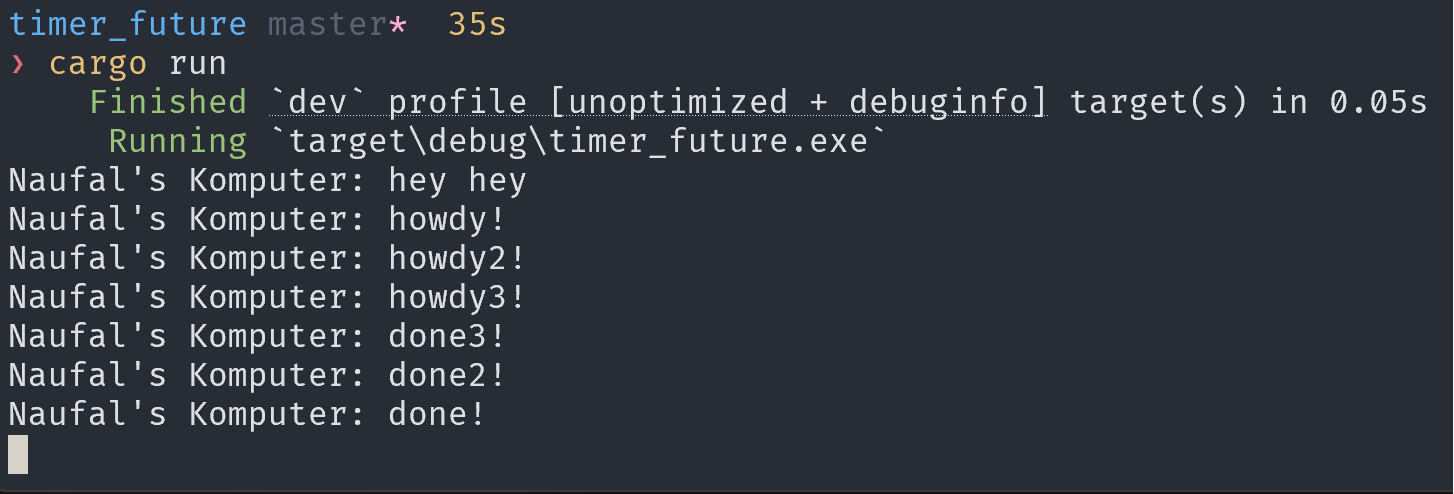 timer_future master* 35s
❯ cargo run
Finished `dev` profile [unoptimized + debuginfo] target(s) in 0.05s
Running `target\debug\timer_future.exe`
Naufal's Komputer: hey hey
Naufal's Komputer: howdy!
Naufal's Komputer: howdy2!
Naufal's Komputer: howdy3!
Naufal's Komputer: done3!
Naufal's Komputer: done2!
Naufal's Komputer: done!